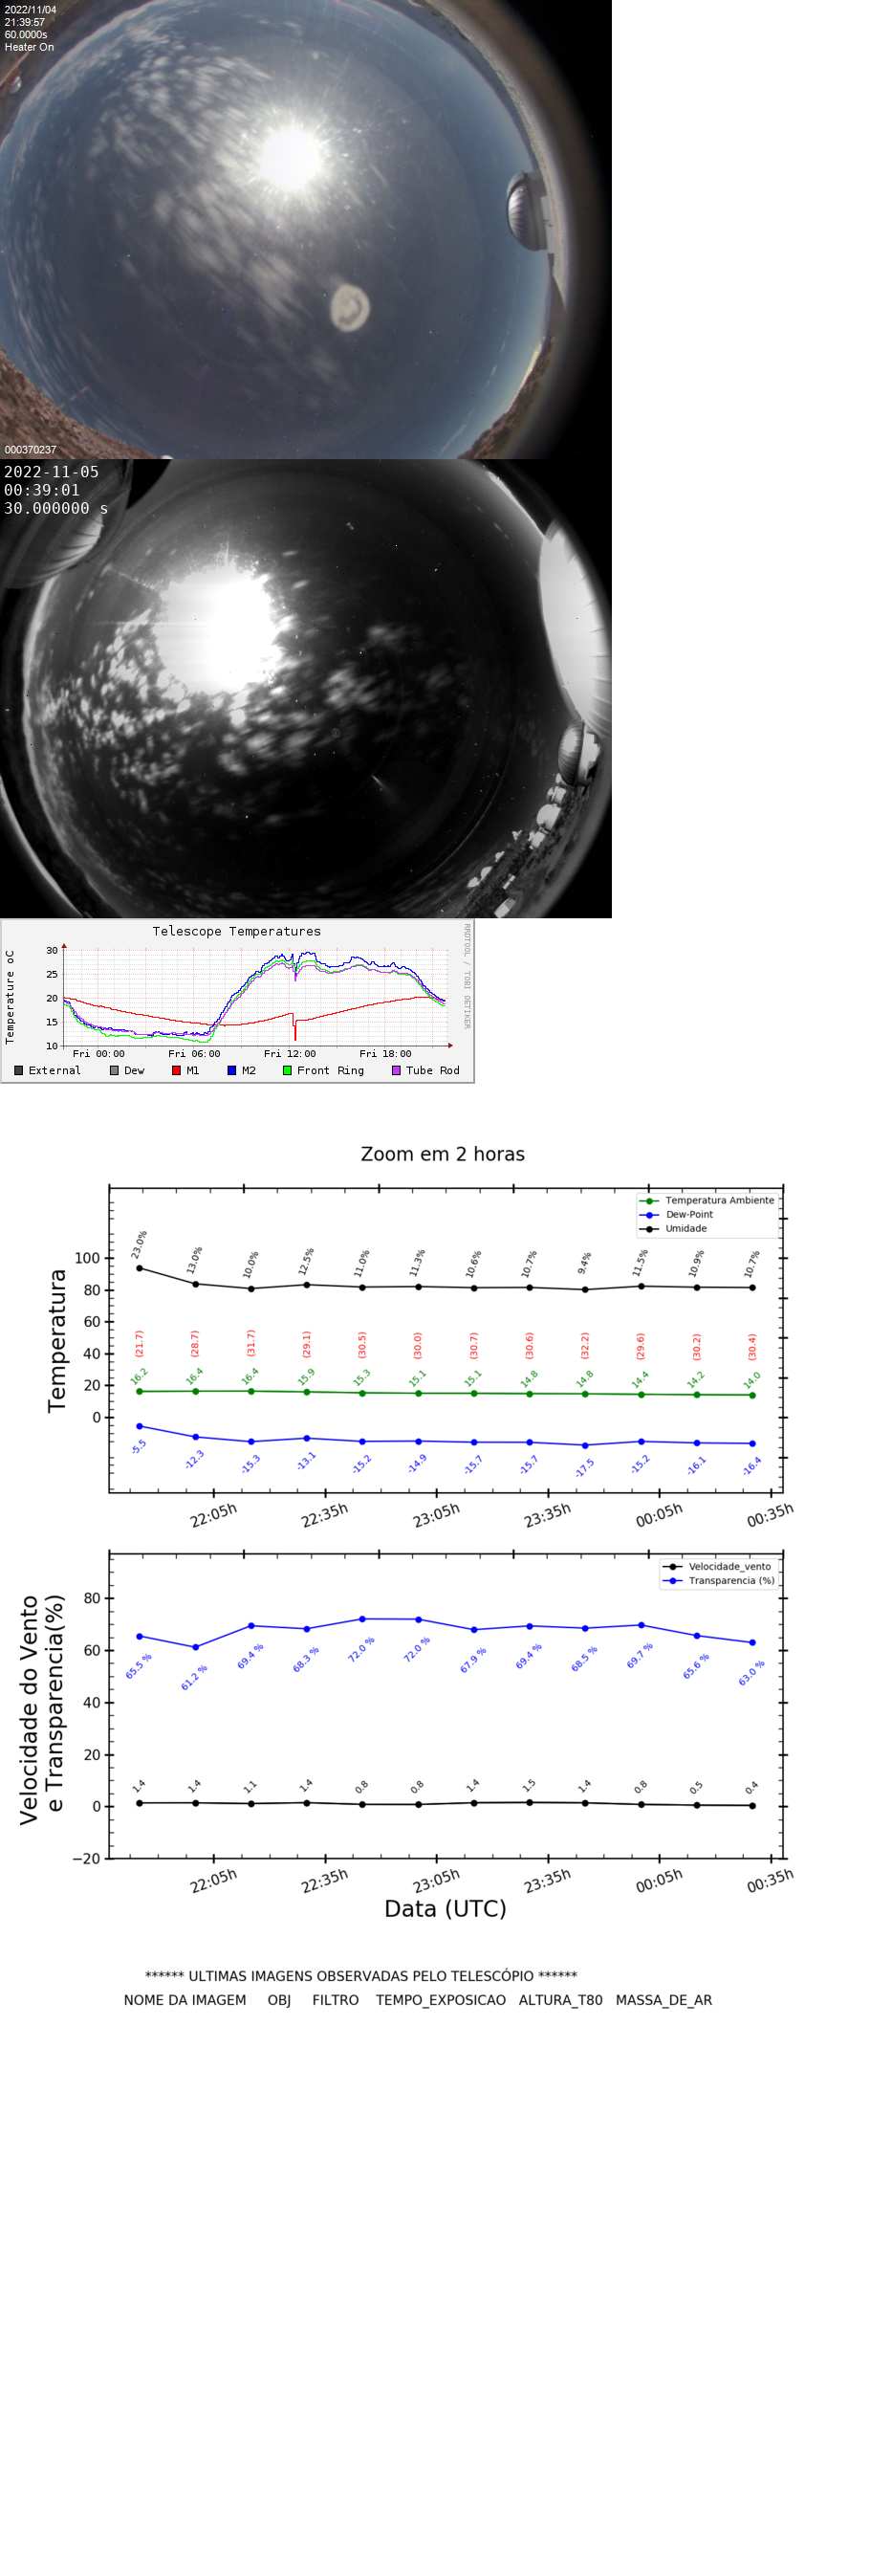 2022/11/04
21:39:57
60.0000s
Heater On
000370237
2022-11-05
00:39:01
30.000000 s
Telescope Temperatures
RRDTOOL / TOBI OETIKER
Temperature oC
30
25
20
15
10
Fri 00:00 Fri 06:00 Fri 12:00 Fri 18:00
External Dew M1 M2 Front Ring Tube Rod
Zoom em 2 horas
Temperatura Ambiente
Dew-Point
Umidade
Temperatura
100
80
60
40
20
0
23.0% 13.0% 10.0% 12.5% 11.0% 11.3% 10.6% 10.7% 9.4% 11.5% 10.9% 10.7%
(21.7) (28.7) (31.7) (29.1) (30.5) (30.0) (30.7) (30.6) (32.2) (29.6) (30.2) (30.4)
16.2 16.4 16.4 15.9 15.3 15.1 15.1 14.8 14.8 14.4 14.2 14.0
-5.5 -12.3 -15.3 -13.1 -15.2 -14.9 -15.7 -15.7 -17.5 -15.2 -16.1 -16.4
22:05h 22:35h 23:05h 23:35h 00:05h 00:35h
Velocidade_vento
Transparencia (%)
Velocidade do Vento
e Transparencia(%)
80
60
40
20
0
−20
65.5 % 61.2 % 69.4 % 68.3 % 72.0 % 72.0 % 67.9 % 69.4 % 68.5 % 69.7 % 65.6 % 63.0 %
1.4 1.4 1.1 1.4 0.8 0.8 1.4 1.5 1.4 0.8 0.5 0.4
22:05h 22:35h 23:05h 23:35h 00:05h 00:35h
Data (UTC)
****** ULTIMAS IMAGENS OBSERVADAS PELO TELESCÓPIO ******
NOME DA IMAGEM OBJ FILTRO TEMPO_EXPOSICAO ALTURA_T80 MASSA_DE_AR